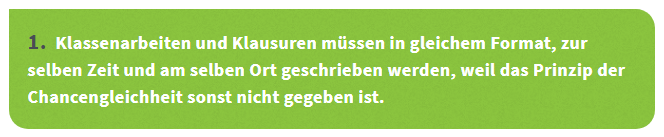 1. Klassenarbeiten und Klausuren müssen in gleichem Format, zur
selben Zeit und am selben Ort geschrieben werden, weil das Prinzip der
Chancengleichheit sonst nicht gegeben ist.